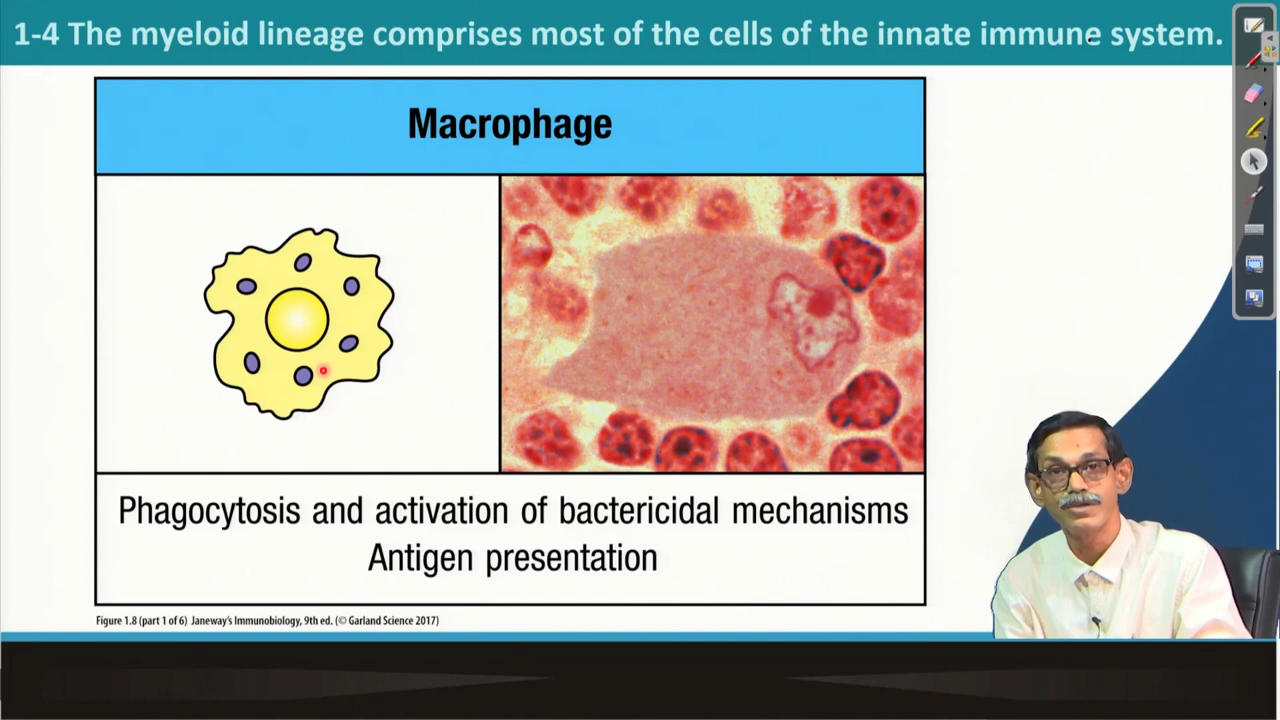 1-4 The myeloid lineage comprises most of the cells of the innate immune system.
Macrophage
Phagocytosis and activation of bactericidal mechanisms
Antigen presentation
Figure 1.8 (part 1 of 6) Janeway's Immunobiology, 9th ed. (© Garland Science 2017)